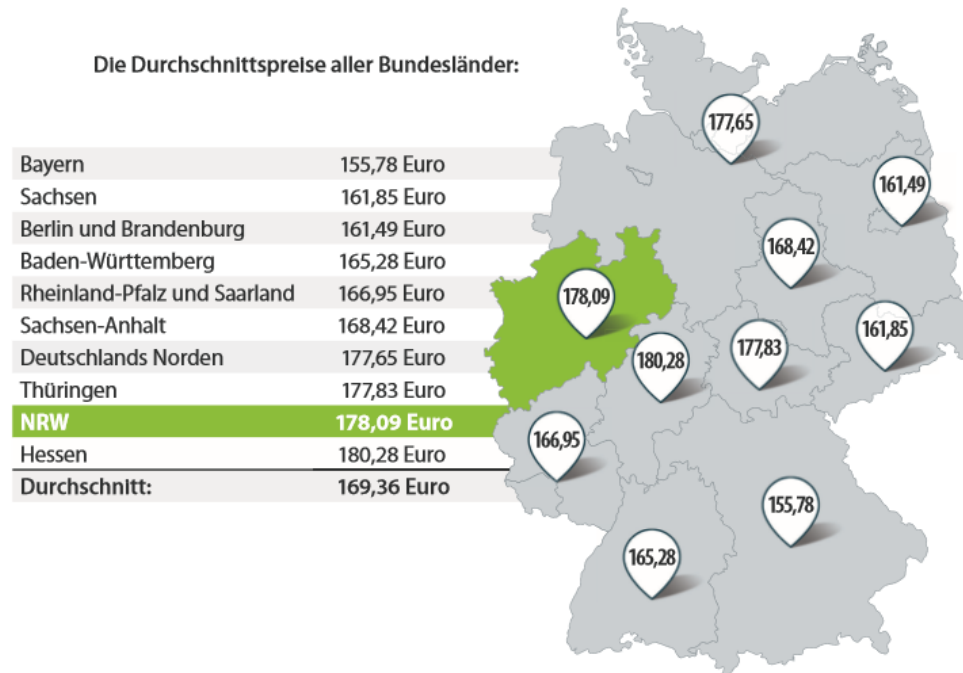 Die Durchschnittspreise aller Bundesländer:
Bayern 155,78 Euro
Sachsen 161,85 Euro
Berlin und Brandenburg 161,49 Euro
Baden-Württemberg 165,28 Euro
Rheinland-Pfalz und Saarland 166,95 Euro
Sachsen-Anhalt 168,42 Euro
Deutschlands Norden 177,65 Euro
Thüringen 177,83 Euro
NRW 178,09 Euro
Hessen 180,28 Euro
Durchschnitt: 169,36 Euro
177,65
161,49
168,42
178,09
161,85
177,83
180,28
166,95
155,78
165,28